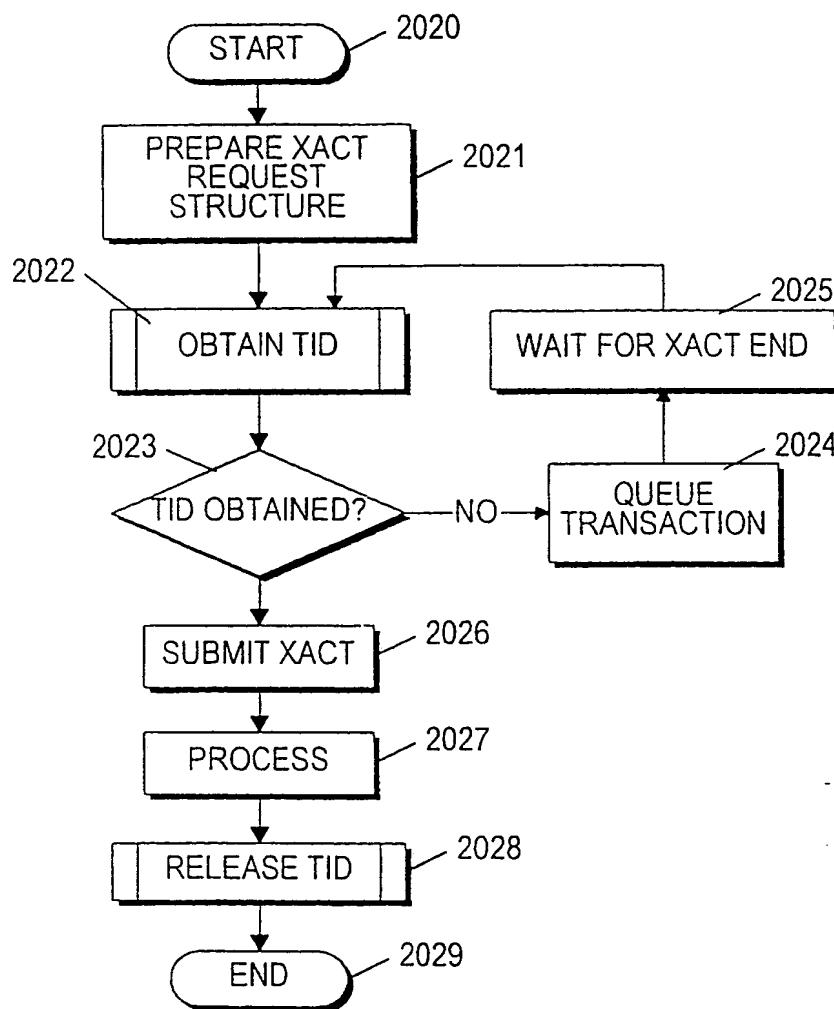 START
2020
PREPARE XACT
REQUEST
STRUCTURE
2021
2022
OBTAIN TID
2025
WAIT FOR XACT END
2023
TID OBTAINED?
NO
2024
QUEUE
TRANSACTION
SUBMIT XACT
2026
PROCESS
2027
RELEASE TID
2028
END
2029